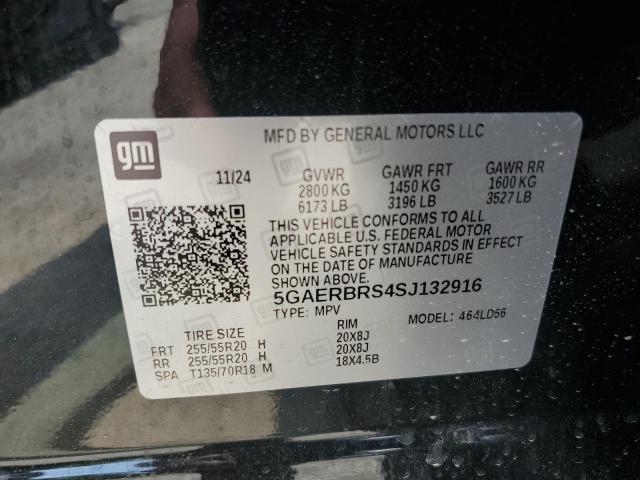 gm
MFD BY GENERAL MOTORS LLC
11/24 GVWR GAWR FRT GAWR RR
2800 KG 1450 KG 1600 KG
6173 LB 3196 LB 3527 LB
THIS VEHICLE CONFORMS TO ALL
APPLICABLE U.S. FEDERAL MOTOR
VEHICLE SAFETY STANDARDS IN EFFECT
ON THE DATE OF MANUFACTURE
SHOWN ABOVE.
5GAERBRS4SJ132916
TYPE: MPV MODEL: 464LD56
TIRE SIZE RIM
FRT 255/55R20 H 20X8J
RR 255/55R20 H 20X8J
SPA T135/70R18 M 18X4.5B